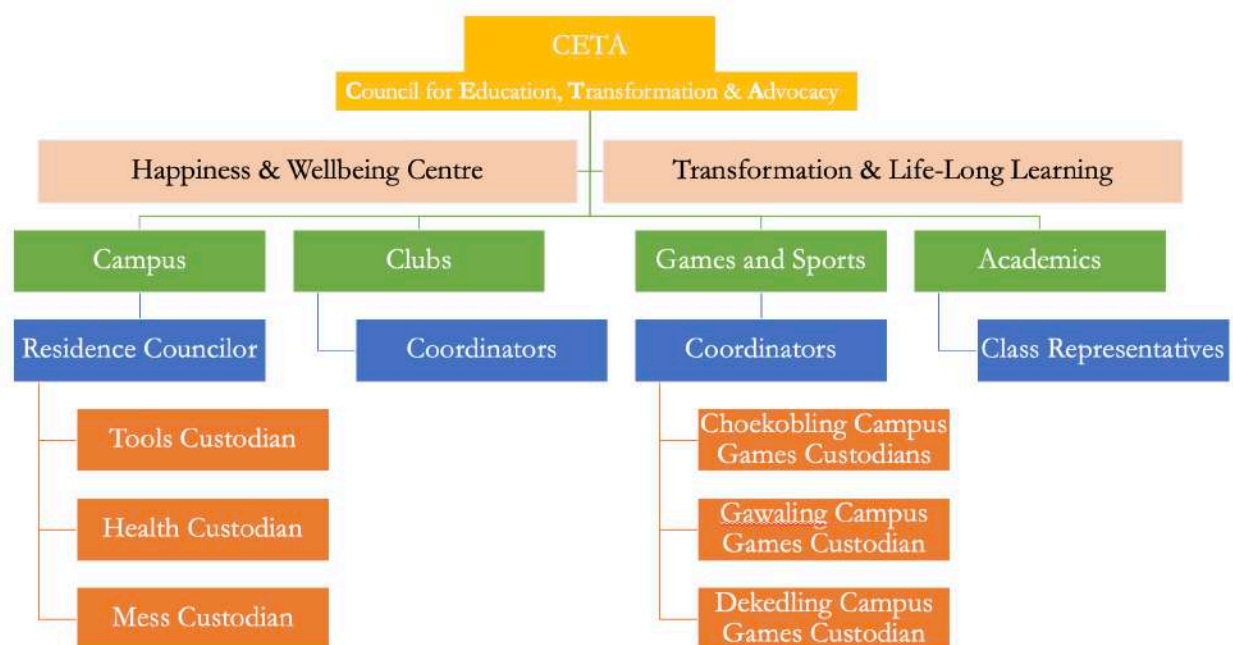 CETA
Council for Education, Transformation & Advocacy
Happiness & Wellbeing Centre
Transformation & Life-Long Learning
Campus
Clubs
Games and Sports
Academics
Residence Councilor
Coordinators
Coordinators
Class Representatives
Tools Custodian
Choekobling Campus
Games Custodians
Health Custodian
Gawaling Campus
Games Custodian
Mess Custodian
Dekedling Campus
Games Custodian